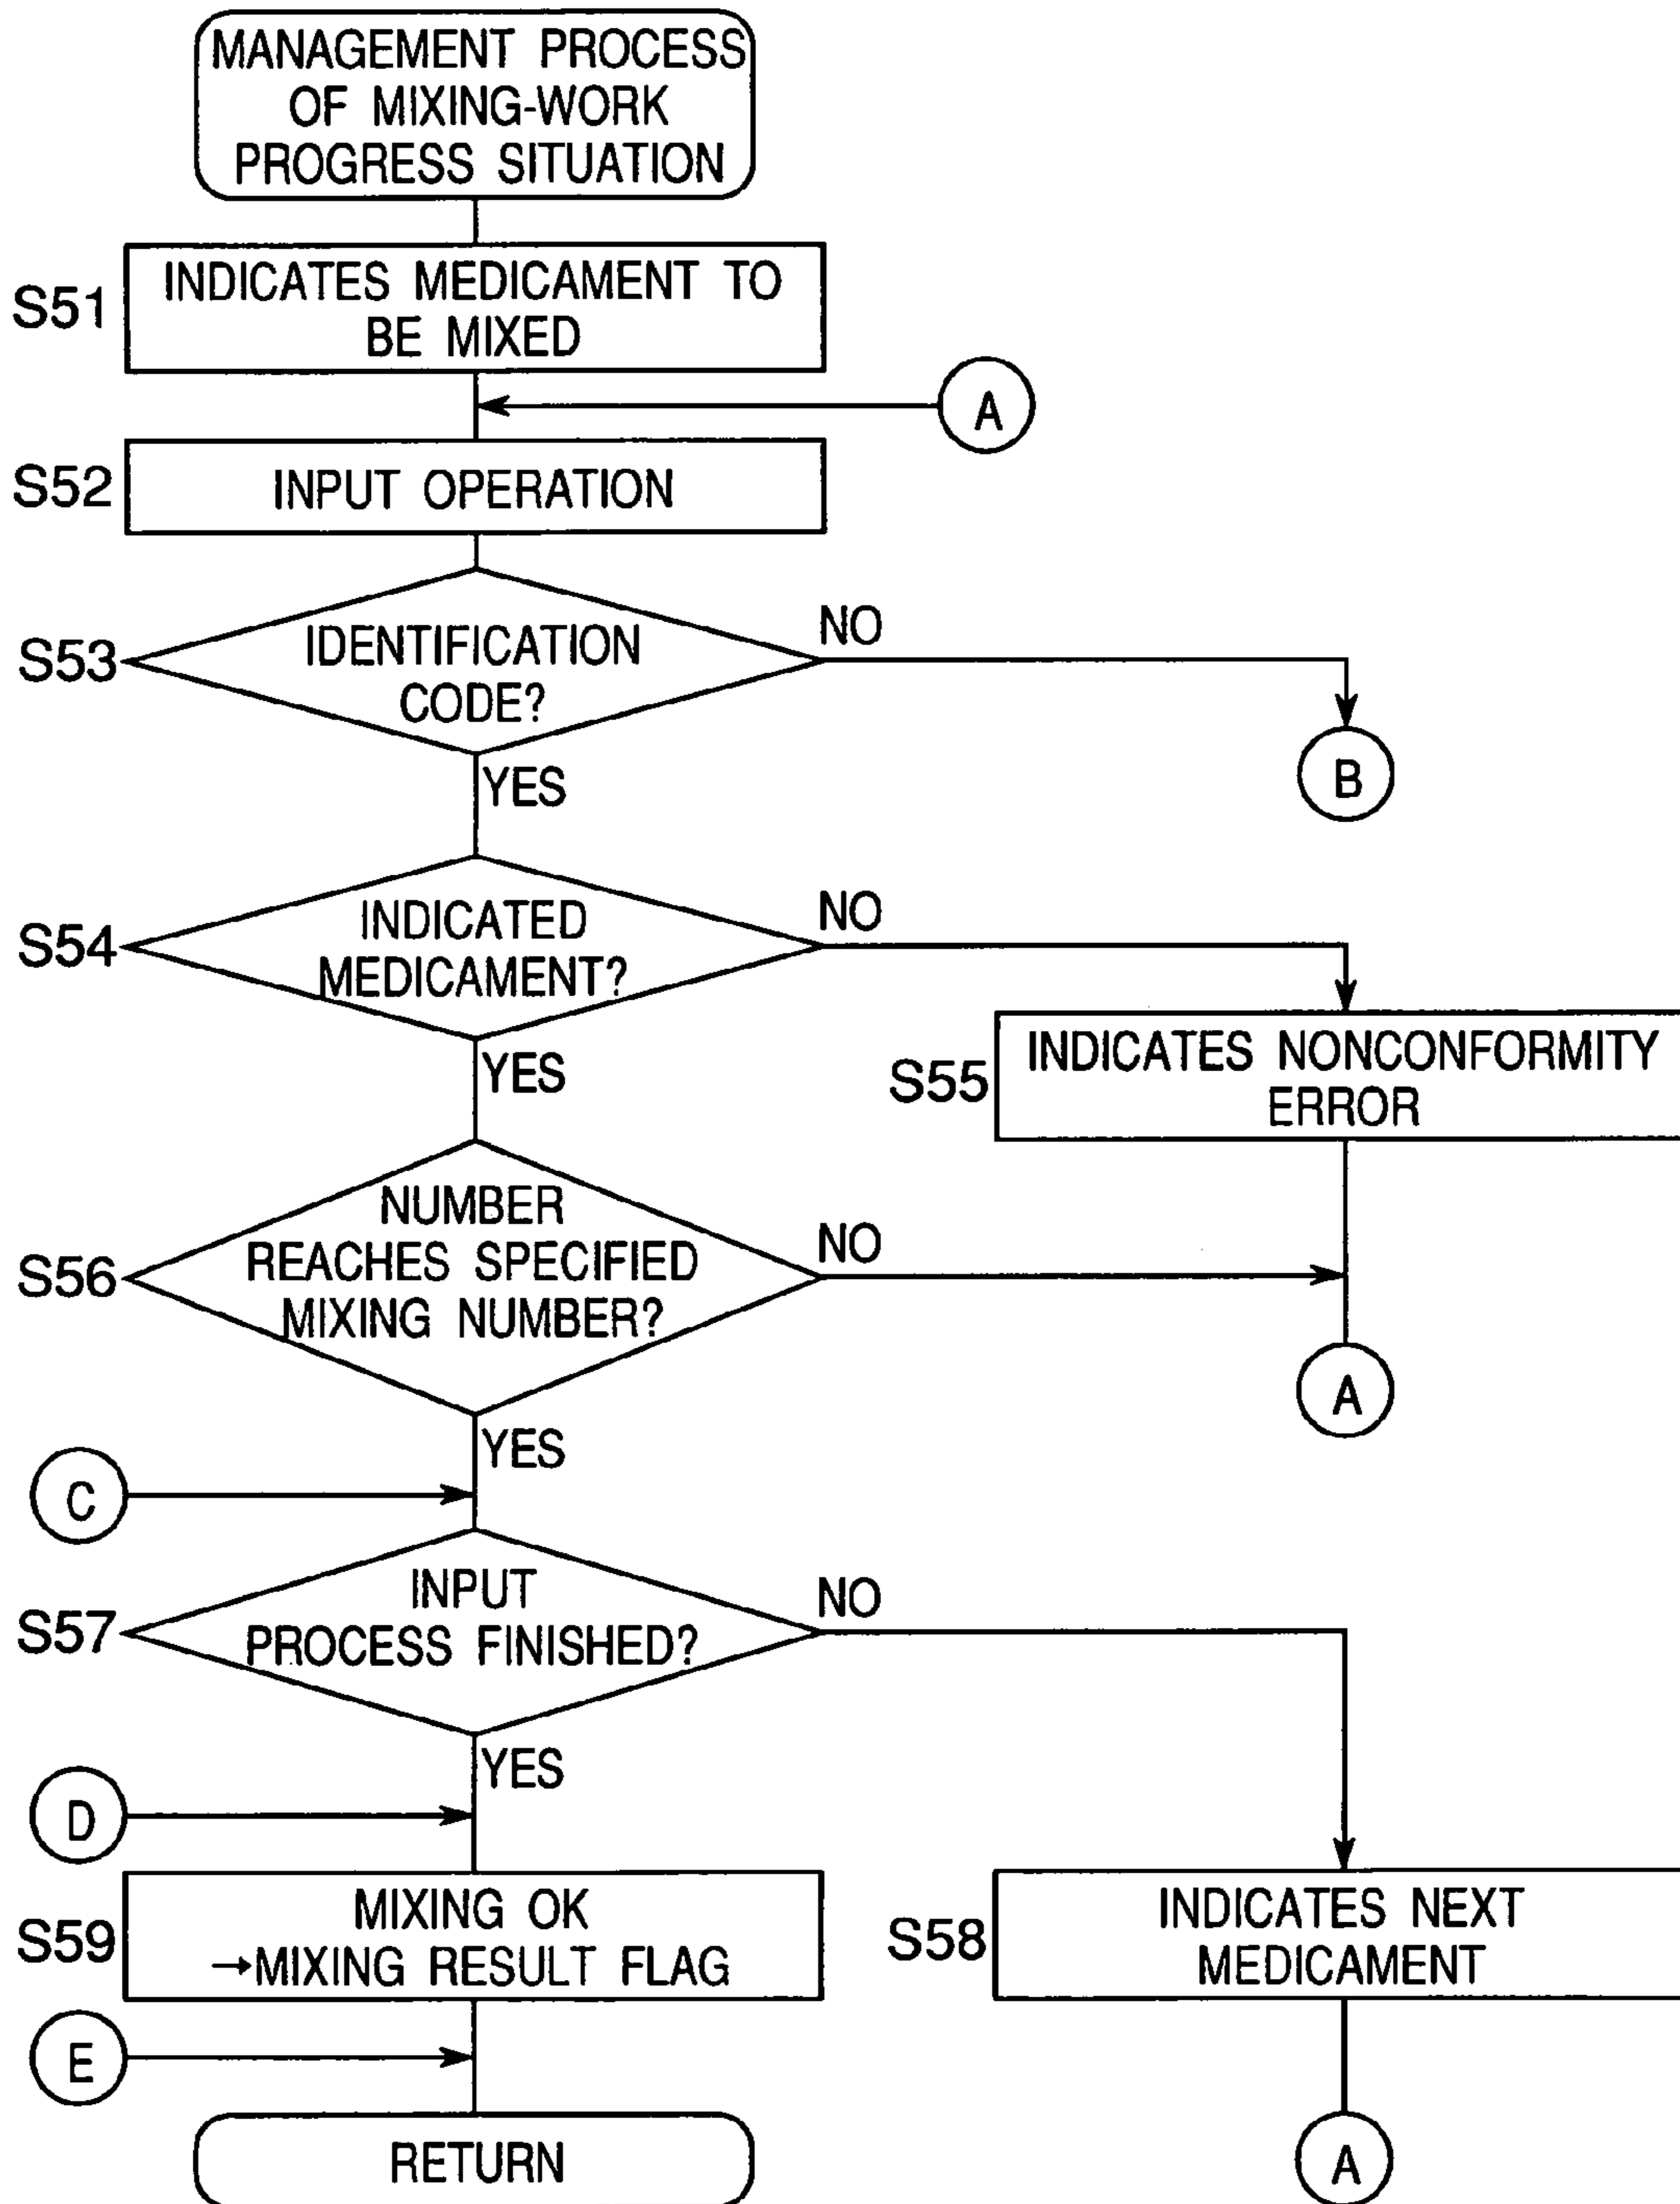 MANAGEMENT PROCESS
OF MIXING-WORK
PROGRESS SITUATION
S51
INDICATES MEDICAMENT TO
BE MIXED
A
S52
INPUT OPERATION
S53
IDENTIFICATION
CODE?
NO
B
YES
S54
INDICATED
MEDICAMENT?
NO
S55
INDICATES NONCONFORMITY
ERROR
YES
S56
NUMBER
REACHES SPECIFIED
MIXING NUMBER?
NO
A
YES
C
S57
INPUT
PROCESS FINISHED?
NO
YES
D
S59
MIXING OK
→MIXING RESULT FLAG
S58
INDICATES NEXT
MEDICAMENT
E
RETURN
A